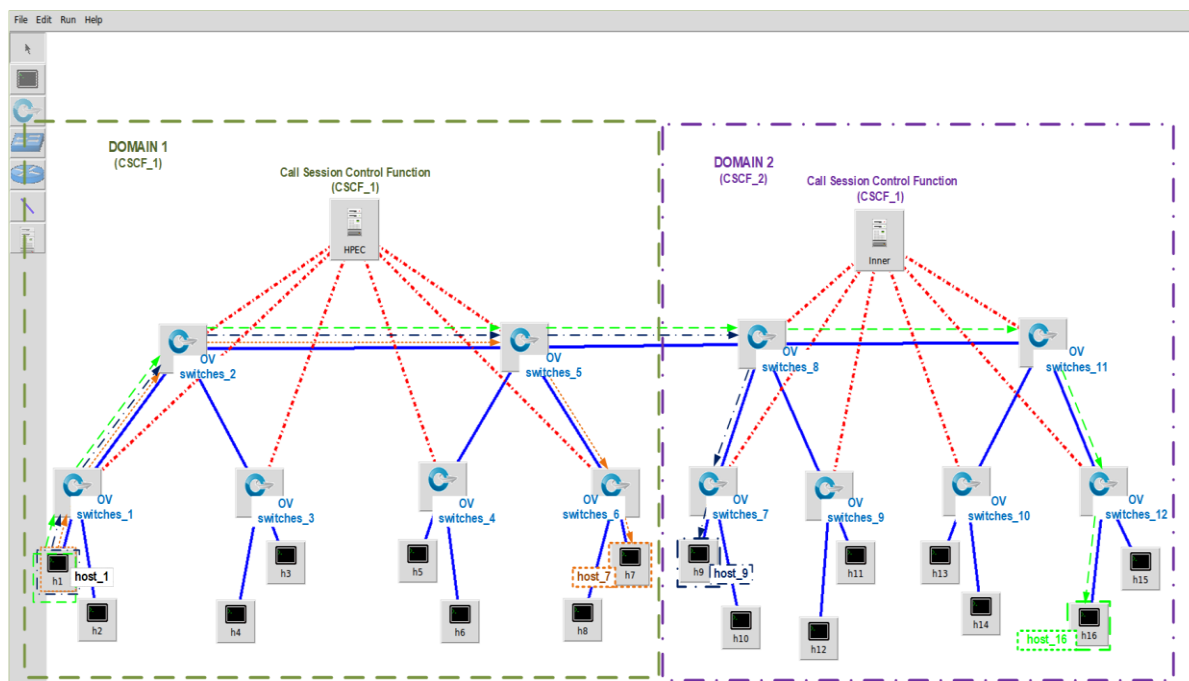 File Edit Run Help
DOMAIN 1
(CSCF_1)
DOMAIN 2
(CSCF_2)
Call Session Control Function
(CSCF_1)
Call Session Control Function
(CSCF_1)
HPEC
Inner
OV
switches_2
OV
switches_5
OV
switches_8
OV
switches_11
OV
switches_1
OV
switches_3
OV
switches_4
OV
switches_6
OV
switches_7
OV
switches_9
OV
switches_10
OV
switches_12
h1
host_1
h2
h3
h4
h5
h6
host_7
h7
h8
h9
host_9
h10
h11
h12
h13
h14
h15
host_16
h16